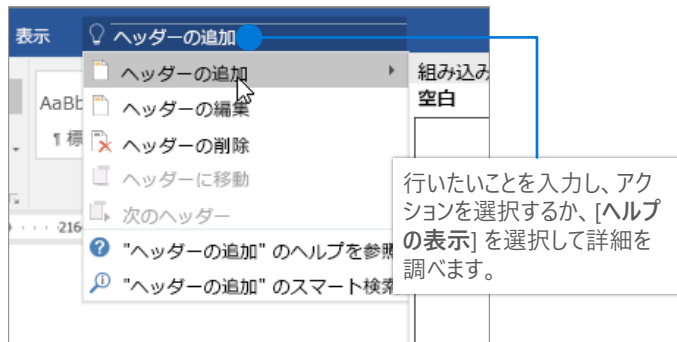 表示 ヘッダーの追加
ヘッダーの追加
組み込み
空白
AaBb
ヘッダーの編集
¶ 標
ヘッダーの削除
ヘッダーに移動
次のヘッダー
216
"ヘッダーの追加" のヘルプを参照
"ヘッダーの追加" のスマート検索
行いたいことを入力し、アク
ションを選択するか、[ヘルプ
の表示] を選択して詳細を
調べます。